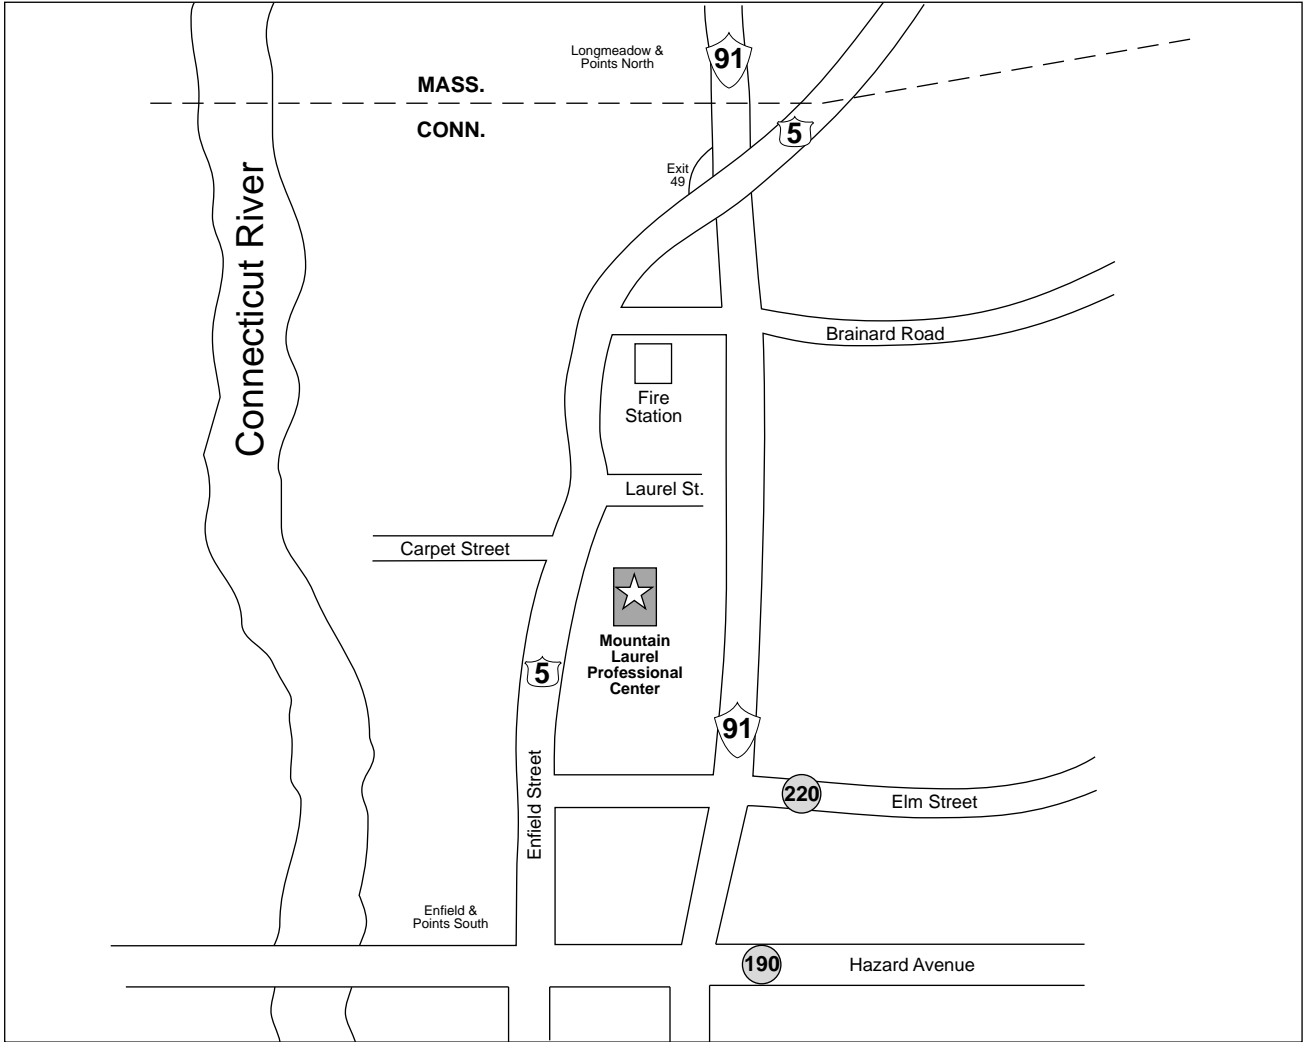 Longmeadow &
Points North
91
MASS.
CONN.
5
Exit
49
Connecticut River
Brainard Road
Fire
Station
Laurel St.
Carpet Street
Mountain
Laurel
Professional
Center
5
91
Enfield Street
220
Elm Street
Enfield &
Points South
190
Hazard Avenue